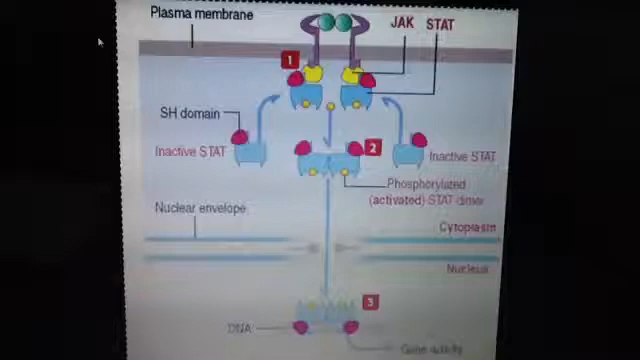 Plasma membrane
JAK STAT
1
SH domain
Inactive STAT
2
Inactive STAT
Phosphorylated
(activated) STAT dimer
Nuclear envelope
Cytoplasm
Nucleus
3
DNA
Gene activity